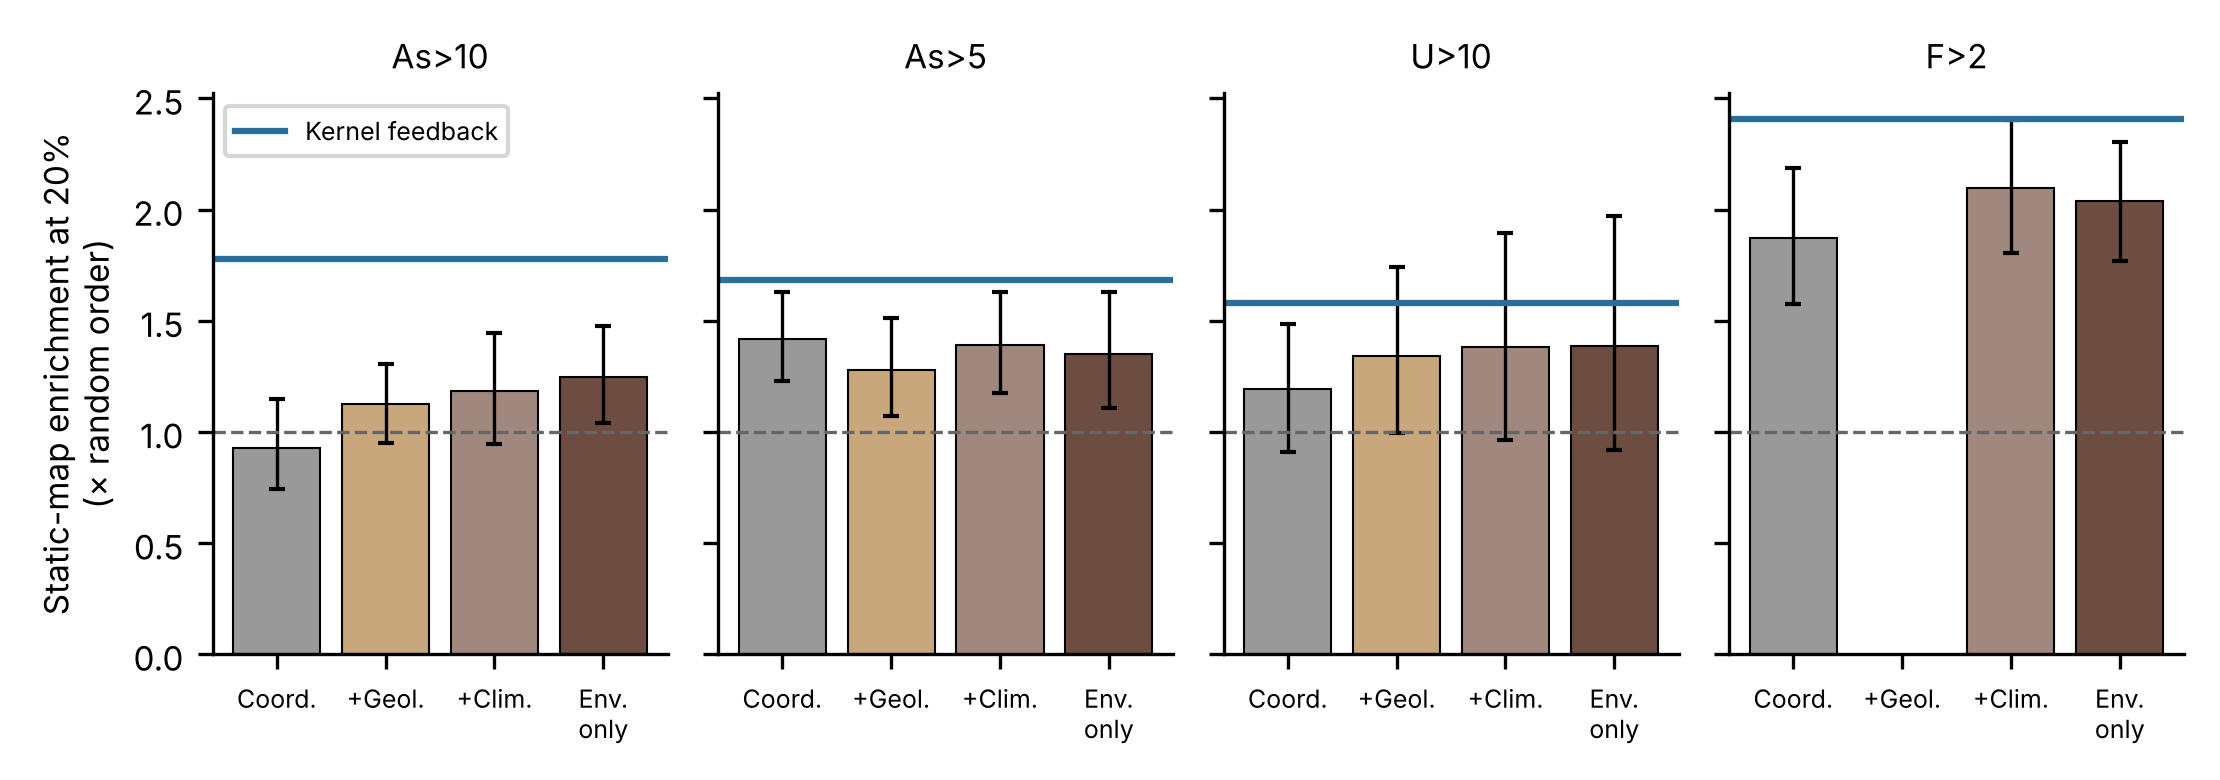 As>10
As>5
U>10
F>2
Static-map enrichment at 20%
(× random order)
2.5
2.0
1.5
1.0
0.5
0.0
Kernel feedback
Coord. +Geol. +Clim. Env. only
Coord. +Geol. +Clim. Env. only
Coord. +Geol. +Clim. Env. only
Coord. +Geol. +Clim. Env. only